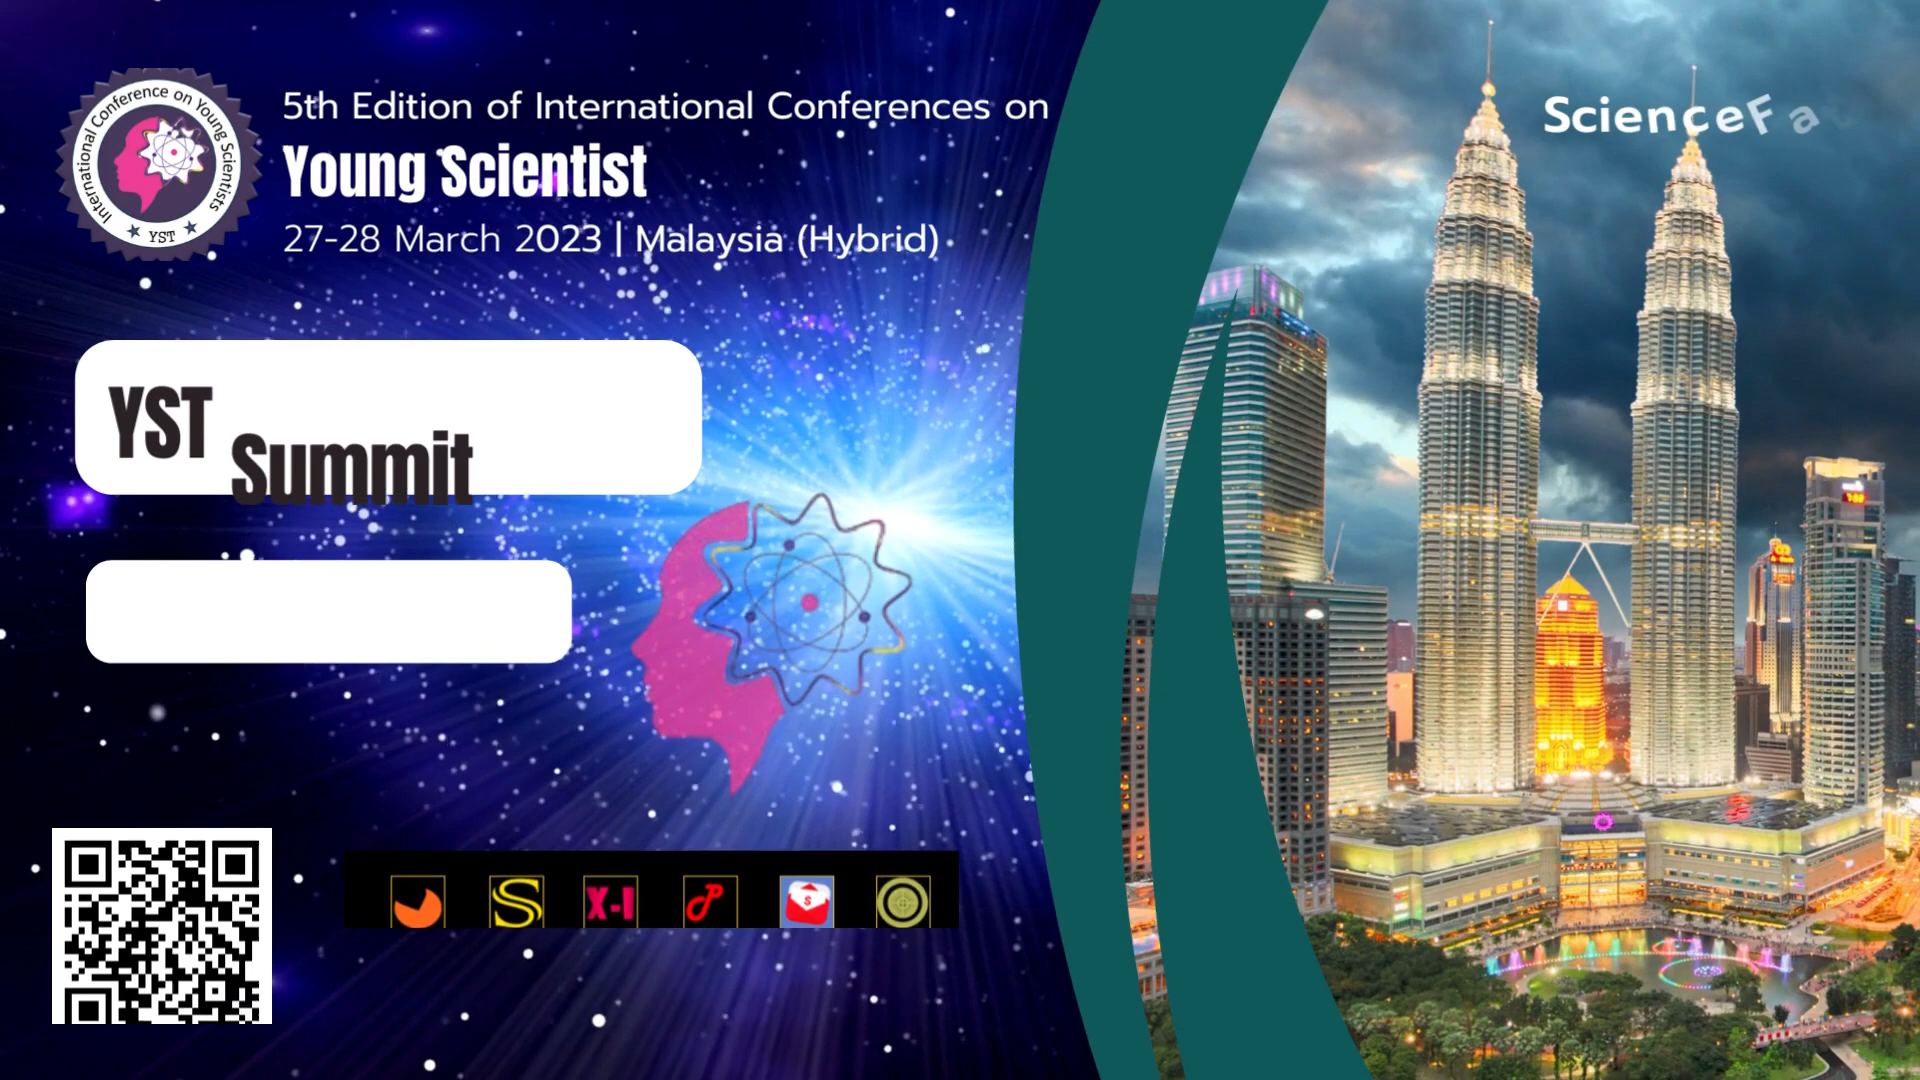 International Conference on Young Scientists
YST
5th Edition of International Conferences on
Young Scientist
27-28 March 2023 | Malaysia (Hybrid)
ScienceFa
YST Summit
X-I